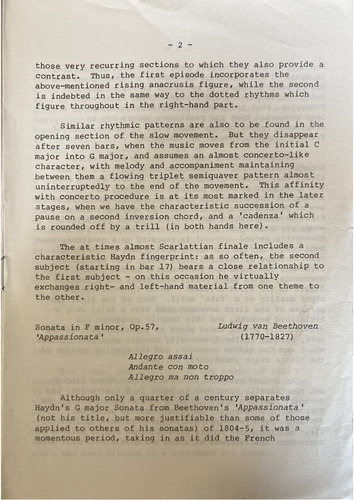 - 2 -
those very recurring sections to which they also provide a
contrast. Thus, the first episode incorporates the
above-mentioned rising anacrusis figure, while the second
is indebted in the same way to the dotted rhythms which
figure throughout in the right-hand part.
Similar rhythmic patterns are also to be found in the
opening section of the slow movement. But they disappear
after seven bars, when the music moves from the initial C
major into G major, and assumes an almost concerto-like
character, with melody and accompaniment maintaining
between them a flowing triplet semiquaver pattern almost
uninterruptedly to the end of the movement. This affinity
with concerto procedure is at its most marked in the later
stages, when we have the characteristic succession of a
pause on a second inversion chord, and a 'cadenza' which
is rounded off by a trill (in both hands here).
The at times almost Scarlattian finale includes a
characteristic Haydn fingerprint: as so often, the second
subject (starting in bar 17) bears a close relationship to
the first subject - on this occasion he virtually
exchanges right- and left-hand material from one theme to
the other.
Sonata in F minor, Op.57, Ludwig van Beethoven
'Appassionata' (1770-1827)
Allegro assai
Andante con moto
Allegro ma non troppo
Although only a quarter of a century separates
Haydn's G major Sonata from Beethoven's 'Appassionata'
(not his title, but more justifiable than some of those
applied to others of his sonatas) of 1804-5, it was a
momentous period, taking in as it did the French